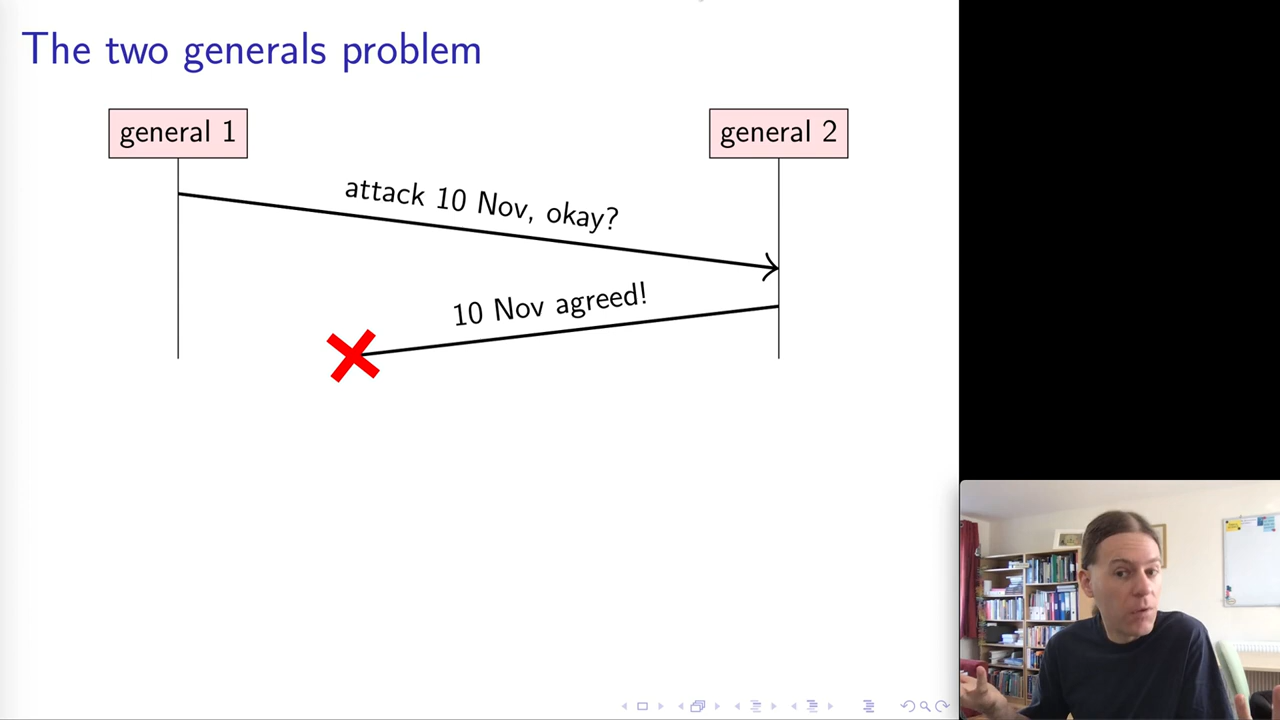 The two generals problem
general 1
general 2
attack 10 Nov, okay?
10 Nov agreed!